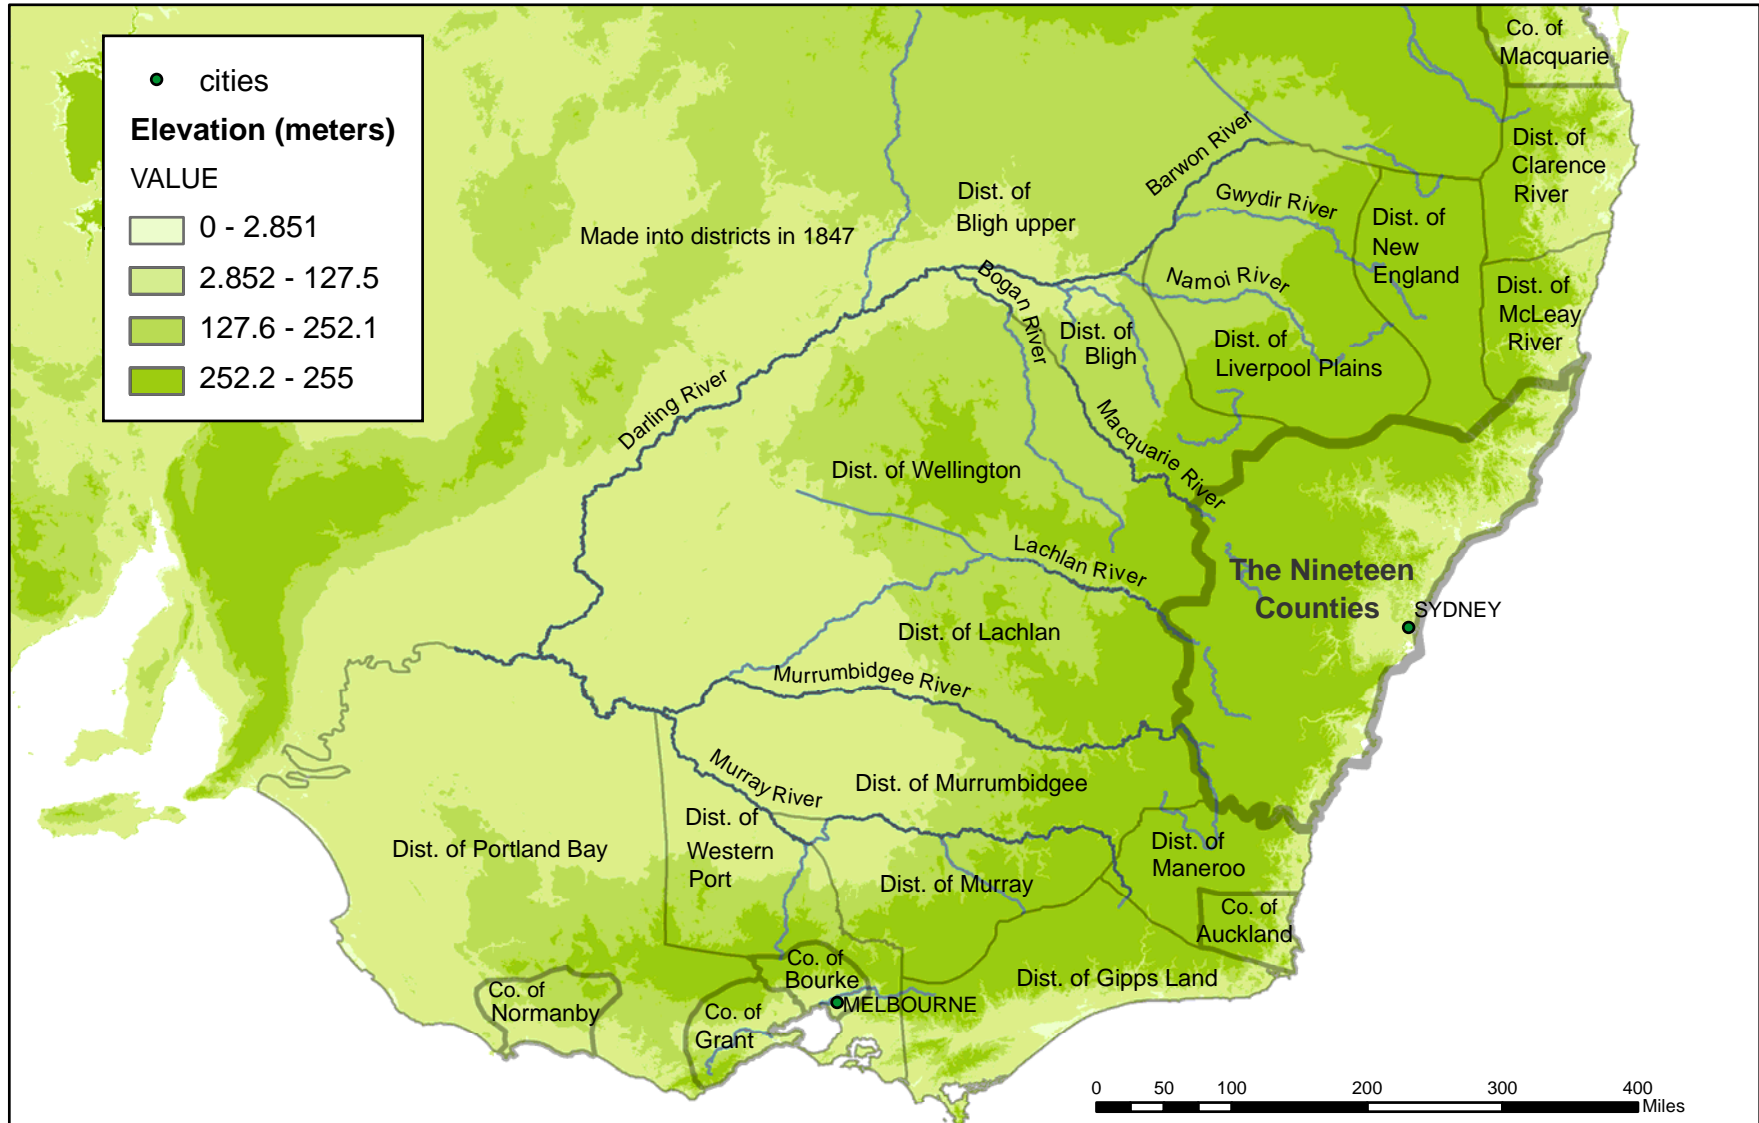 cities
Elevation (meters)
VALUE
0 - 2.851
2.852 - 127.5
127.6 - 252.1
252.2 - 255
Co. of
Macquarie
Dist. of
Clarence
River
Barwon River
Dist. of
Bligh upper
Made into districts in 1847
Gwydir River
Dist. of
New
England
Namoi River
Dist. of
McLeay
River
Bogan River
Dist. of
Bligh
Dist. of
Liverpool Plains
Darling River
Macquarie River
Dist. of Wellington
Lachlan River
The Nineteen
Counties
SYDNEY
Dist. of Lachlan
Murrumbidgee River
Murray River
Dist. of Murrumbidgee
Dist. of
Western
Port
Dist. of Portland Bay
Dist. of
Maneroo
Dist. of Murray
Co. of
Auckland
Co. of
Bourke
Dist. of Gipps Land
Co. of
Normanby
MELBOURNE
Co. of
Grant
0 50 100 200 300 400
Miles